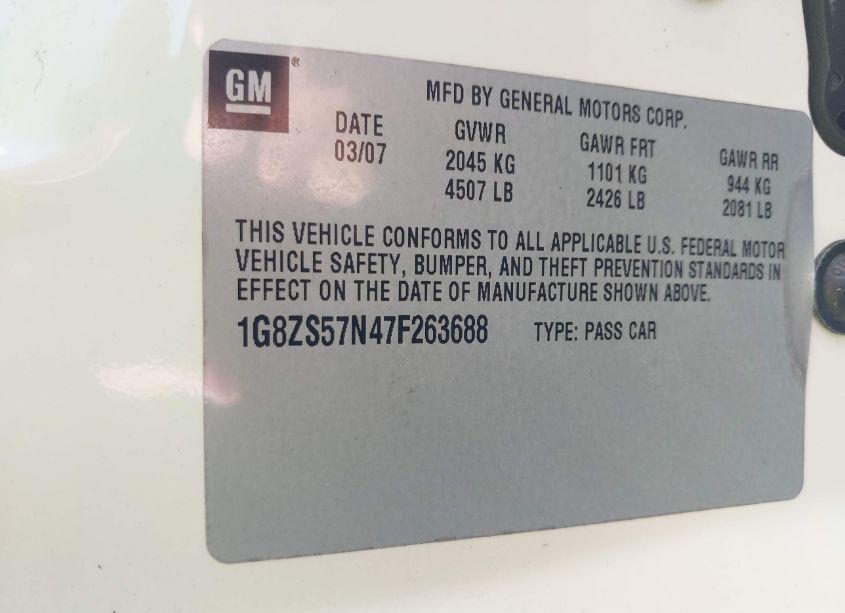 GM®
MFD BY GENERAL MOTORS CORP.
DATE GVWR GAWR FRT GAWR RR
03/07 2045 KG 1101 KG 944 KG
4507 LB 2426 LB 2081 LB
THIS VEHICLE CONFORMS TO ALL APPLICABLE U.S. FEDERAL MOTOR
VEHICLE SAFETY, BUMPER, AND THEFT PREVENTION STANDARDS IN
EFFECT ON THE DATE OF MANUFACTURE SHOWN ABOVE.
1G8ZS57N47F263688 TYPE: PASS CAR